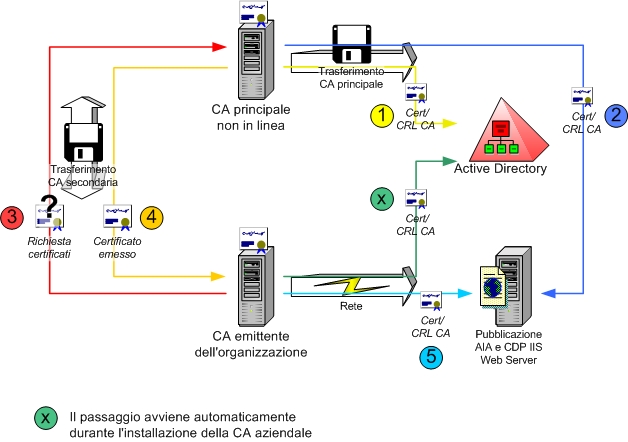 CA principale
non in linea
Trasferimento
CA principale
1
Cert/
CRL CA
2
Cert/
CRL CA
Active Directory
Trasferimento
CA secondaria
?
3
Richiesta
certificati
4
Certificato
emesso
X
Cert/
CRL CA
CA emittente
dell'organizzazione
Rete
Cert/
CRL CA
5
Pubblicazione
AIA e CDP IIS
Web Server
X
Il passaggio avviene automaticamente
durante l'installazione della CA aziendale